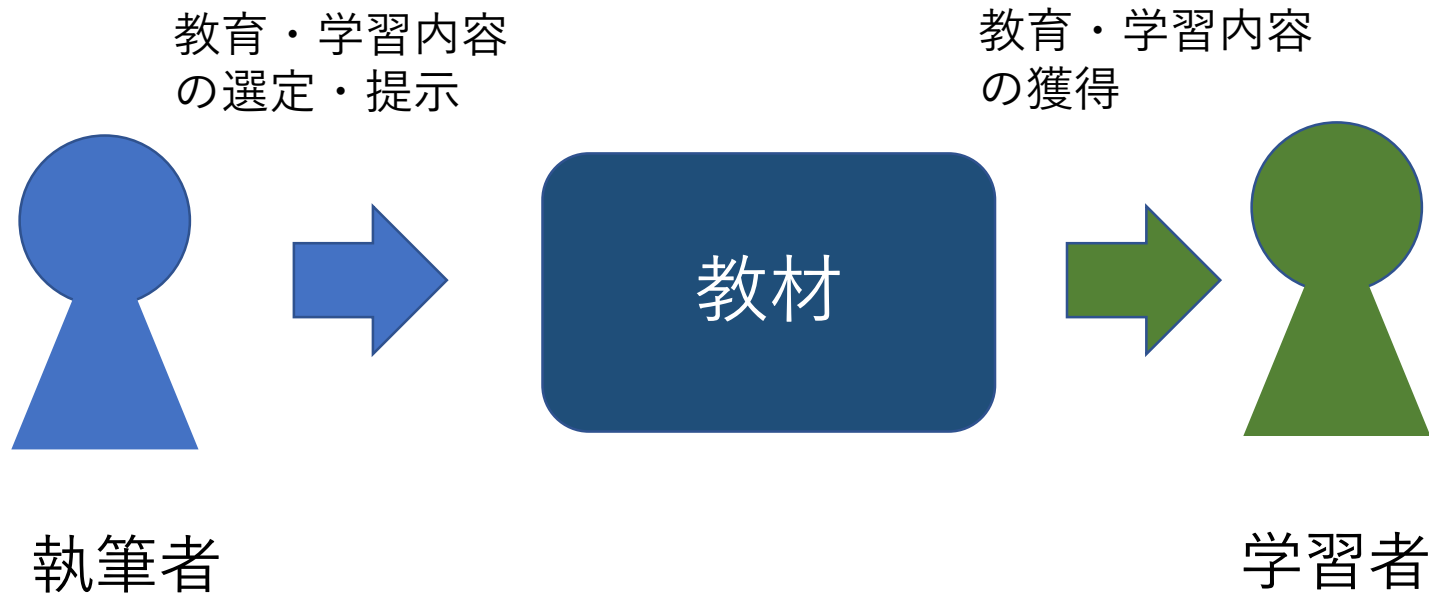 教育・学習内容
の選定・提示
教育・学習内容
の獲得
教材
執筆者
学習者